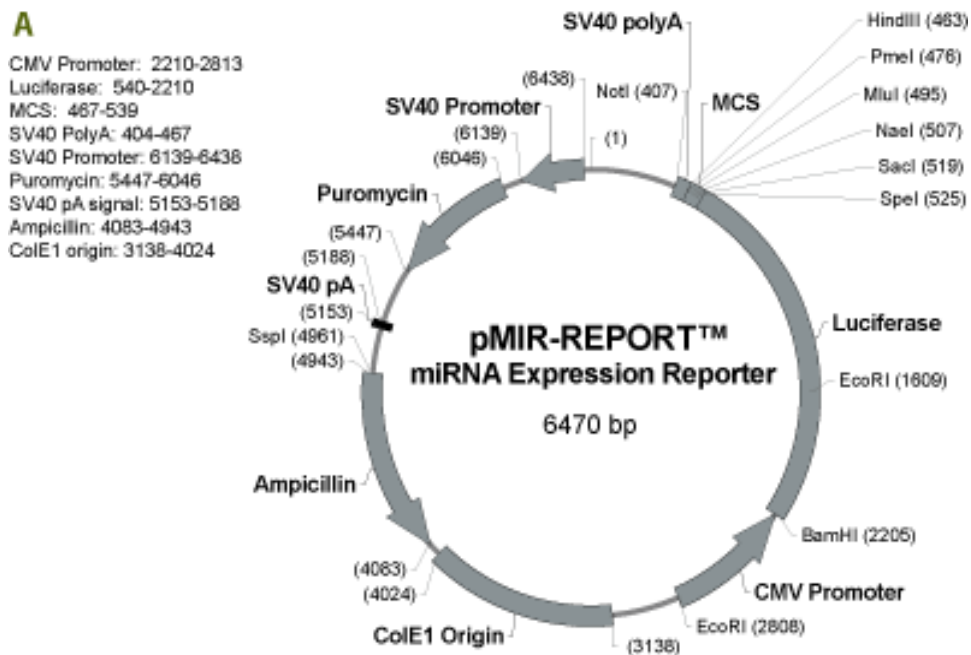 A
CMV Promoter: 2210-2813
Luciferase: 540-2210
MCS: 467-539
SV40 PolyA: 404-467
SV40 Promoter: 6139-6438
Puromycin: 5447-6046
SV40 pA signal: 5153-5188
Ampicillin: 4083-4943
ColE1 origin: 3138-4024
SV40 polyA
HindIII (463)
PmeI (476)
MluI (495)
NaeI (507)
SacI (519)
SpeI (525)
(6438)
NotI (407)
MCS
SV40 Promoter
(6139)
(6046)
(1)
Puromycin
(5447)
(5188)
SV40 pA
(5153)
SspI (4961)
(4943)
pMIR-REPORT™
miRNA Expression Reporter
6470 bp
Luciferase
EcoRI (1609)
Ampicillin
BamHI (2205)
(4083)
(4024)
CMV Promoter
EcoRI (2808)
ColE1 Origin
(3138)